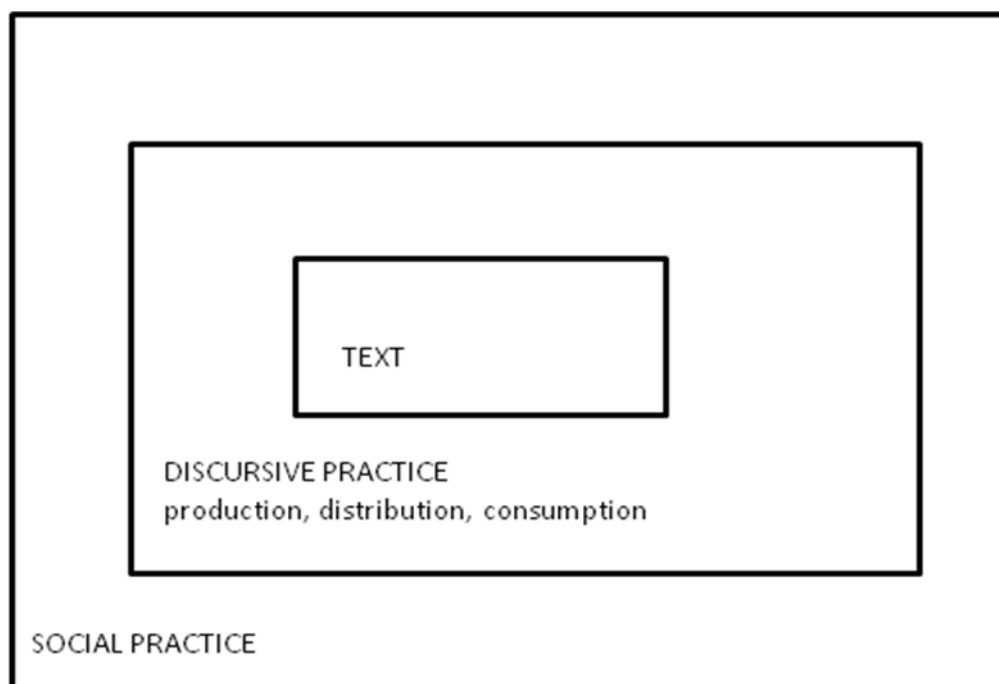 TEXT
DISCURSIVE PRACTICE
production, distribution, consumption
SOCIAL PRACTICE